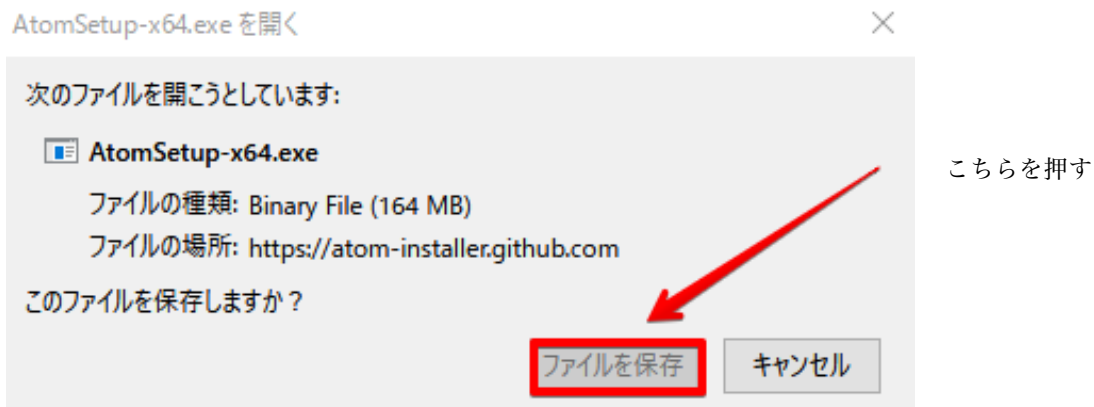 AtomSetup-x64.exe を開く
次のファイルを開こうとしています:
AtomSetup-x64.exe
ファイルの種類: Binary File (164 MB)
こちらを押す
ファイルの場所: https://atom-installer.github.com
このファイルを保存しますか？
ファイルを保存 キャンセル